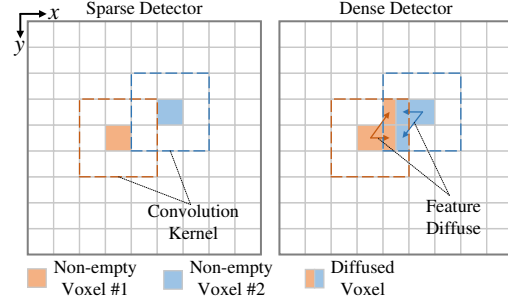 Sparse Detector
Dense Detector
x
y
Convolution
Kernel
Feature
Diffuse
Non-empty
Voxel #1
Non-empty
Voxel #2
Diffused
Voxel